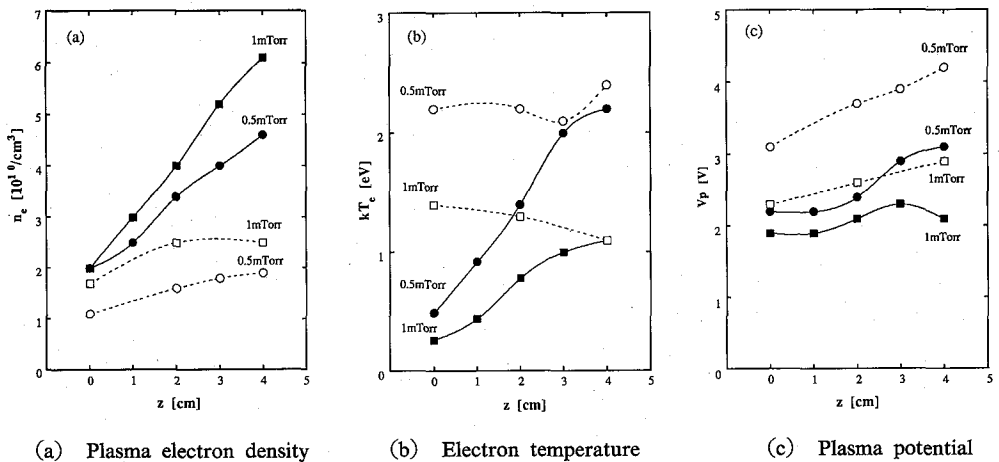 (a)
1mTorr
0.5mTorr
1mTorr
0.5mTorr
n_e [10^10/cm^3]
7
6
5
4
3
2
1
0
0 1 2 3 4 5
z [cm]
(b)
0.5mTorr
1mTorr
0.5mTorr
1mTorr
kT_e [eV]
3
2
1
0
0 1 2 3 4 5
z [cm]
(c)
0.5mTorr
0.5mTorr
1mTorr
1mTorr
Vp [V]
5
4
3
2
1
0
0 1 2 3 4 5
z [cm]
(a) Plasma electron density
(b) Electron temperature
(c) Plasma potential